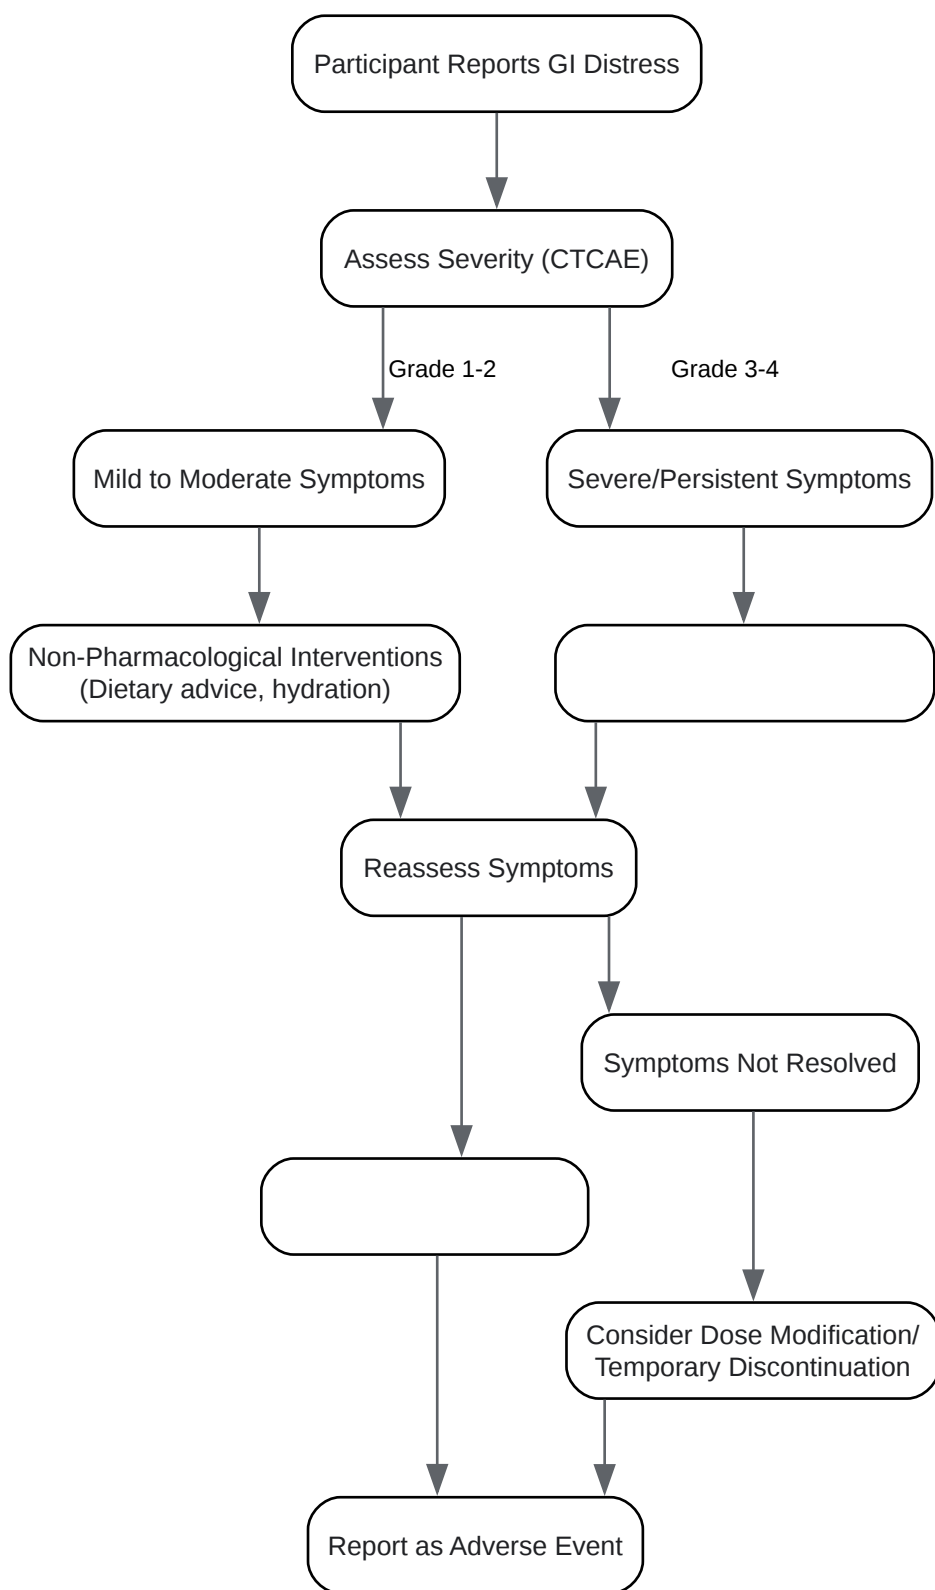 Participant Reports GI Distress
Assess Severity (CTCAE)
Grade 1-2
Grade 3-4
Mild to Moderate Symptoms
Severe/Persistent Symptoms
Non-Pharmacological Interventions
(Dietary advice, hydration)
Reassess Symptoms
Symptoms Not Resolved
Consider Dose Modification/
Temporary Discontinuation
Report as Adverse Event